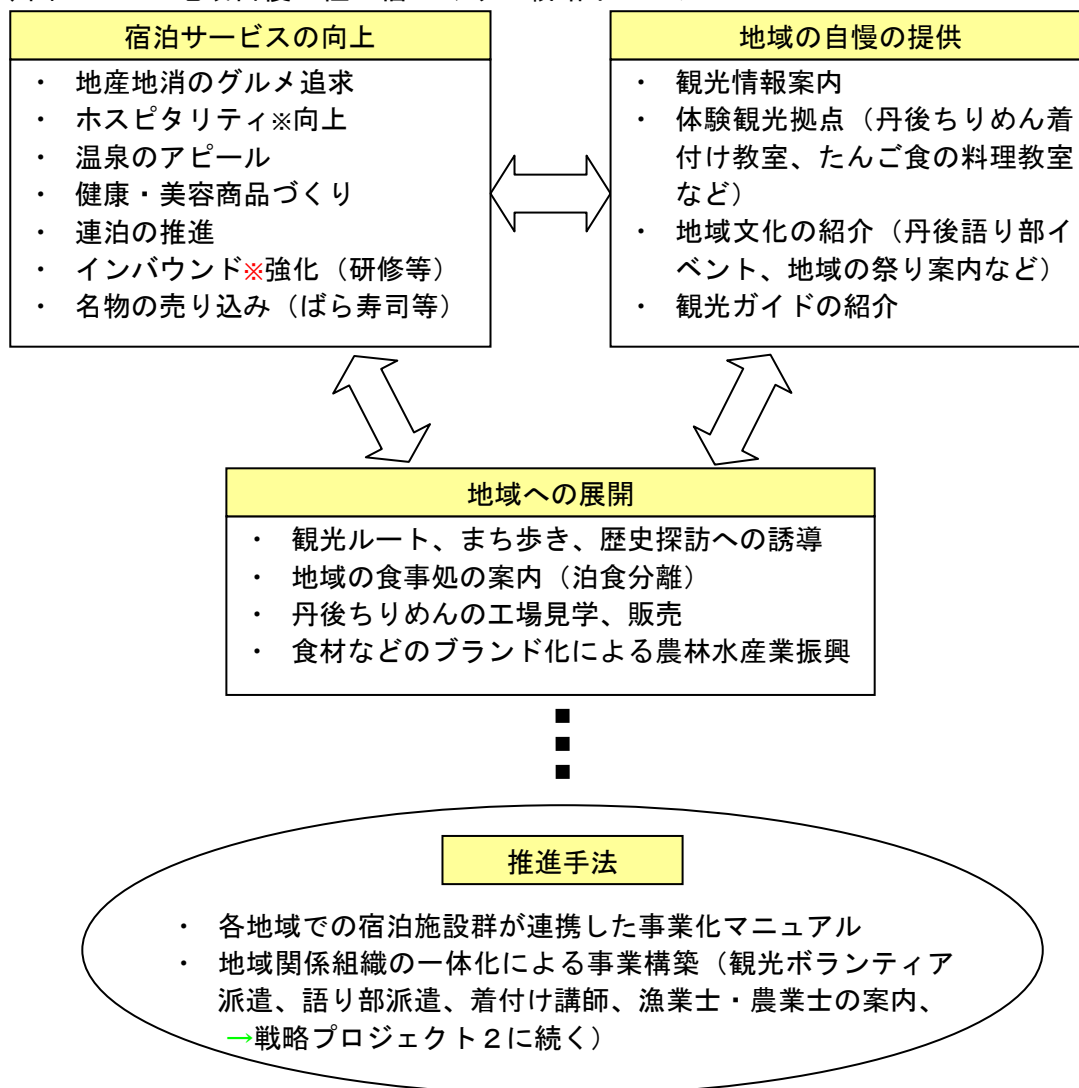 宿泊サービスの向上
・ 地産地消のグルメ追求
・ ホスピタリティ※向上
・ 温泉のアピール
・ 健康・美容商品づくり
・ 連泊の推進
・ インバウンド※強化（研修等）
・ 名物の売り込み（ばら寿司等）
地域の自慢の提供
・ 観光情報案内
・ 体験観光拠点（丹後ちりめん着
付け教室、たんご食の料理教室
など）
・ 地域文化の紹介（丹後語り部イ
ベント、地域の祭り案内など）
・ 観光ガイドの紹介
地域への展開
・ 観光ルート、まち歩き、歴史探訪への誘導
・ 地域の食事処の案内（泊食分離）
・ 丹後ちりめんの工場見学、販売
・ 食材などのブランド化による農林水産業振興
推進手法
・ 各地域での宿泊施設群が連携した事業化マニュアル
・ 地域関係組織の一体化による事業構築（観光ボランティア
派遣、語り部派遣、着付け講師、漁業士・農業士の案内、
→戦略プロジェクト２に続く）